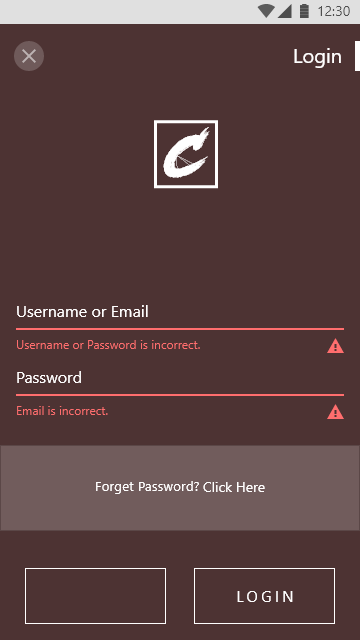 12:30
Login
C
Username or Email
Username or Password is incorrect.
Password
Email is incorrect.
Forget Password? Click Here
LOGIN